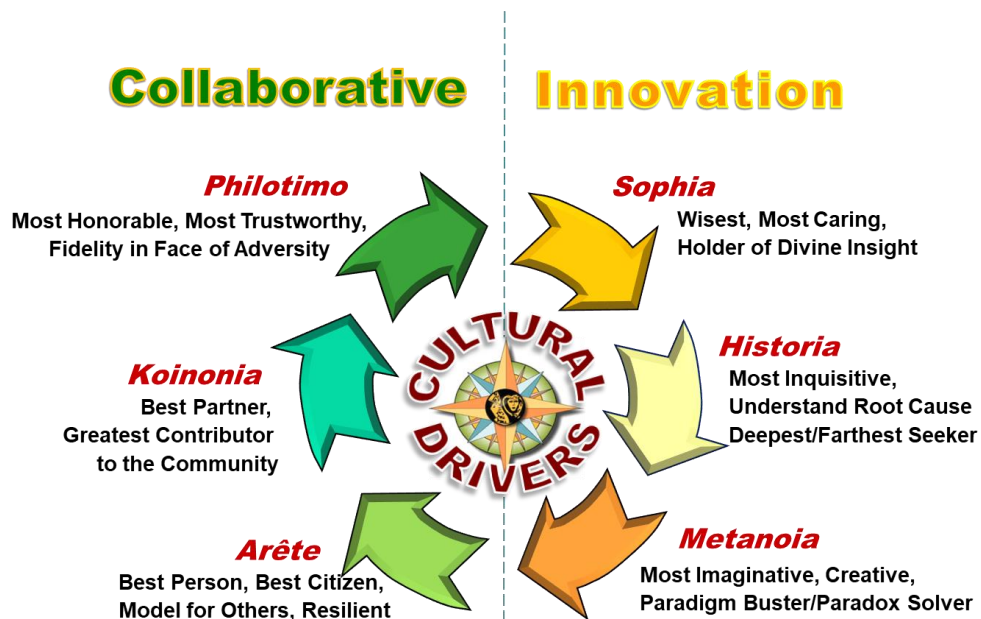 Collaborative
Innovation
Philotimo
Most Honorable, Most Trustworthy,
Fidelity in Face of Adversity
Sophia
Wisest, Most Caring,
Holder of Divine Insight
CULTURAL
DRIVERS
Koinonia
Best Partner,
Greatest Contributor
to the Community
Historia
Most Inquisitive,
Understand Root Cause
Deepest/Farthest Seeker
Arête
Best Person, Best Citizen,
Model for Others, Resilient
Metanoia
Most Imaginative, Creative,
Paradigm Buster/Paradox Solver